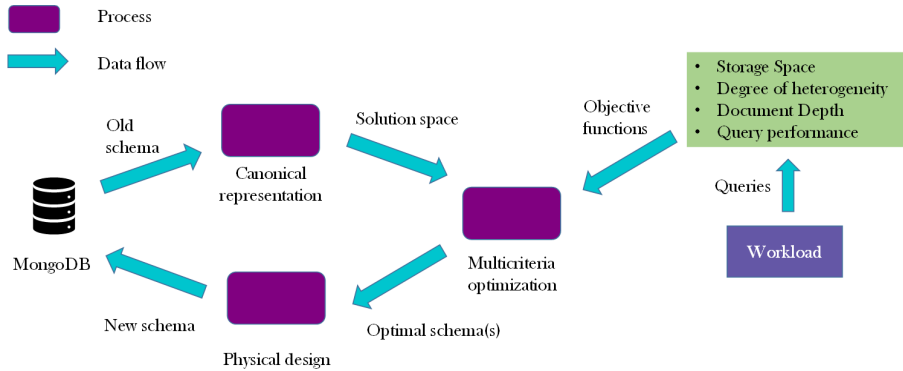 Process
Data flow
• Storage Space
• Degree of heterogeneity
• Document Depth
• Query performance
Objective
functions
Solution space
Old
schema
Canonical
representation
Queries
Workload
MongoDB
Multicriteria
optimization
New schema
Optimal schema(s)
Physical design